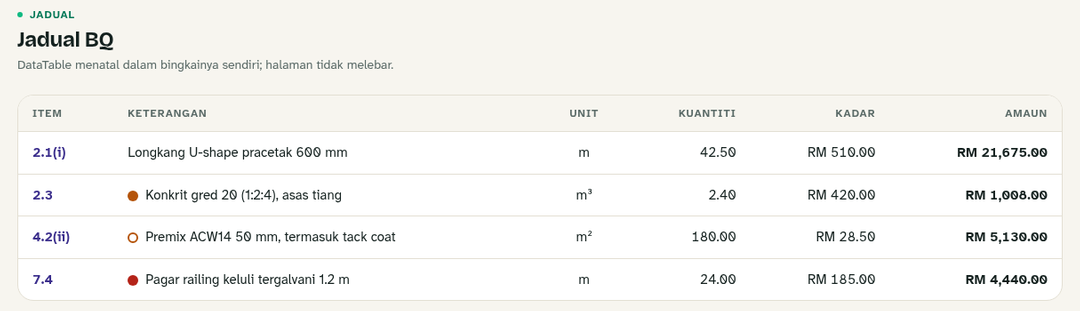 JADUAL
Jadual BQ
DataTable menatal dalam bingkainya sendiri; halaman tidak melebar.
ITEM KETERANGAN UNIT KUANTITI KADAR AMAUN
2.1(i) Longkang U-shape pracetak 600 mm m 42.50 RM 510.00 RM 21,675.00
2.3 Konkrit gred 20 (1:2:4), asas tiang m³ 2.40 RM 420.00 RM 1,008.00
4.2(ii) Premix ACW14 50 mm, termasuk tack coat m² 180.00 RM 28.50 RM 5,130.00
7.4 Pagar railing keluli tergalvani 1.2 m m 24.00 RM 185.00 RM 4,440.00